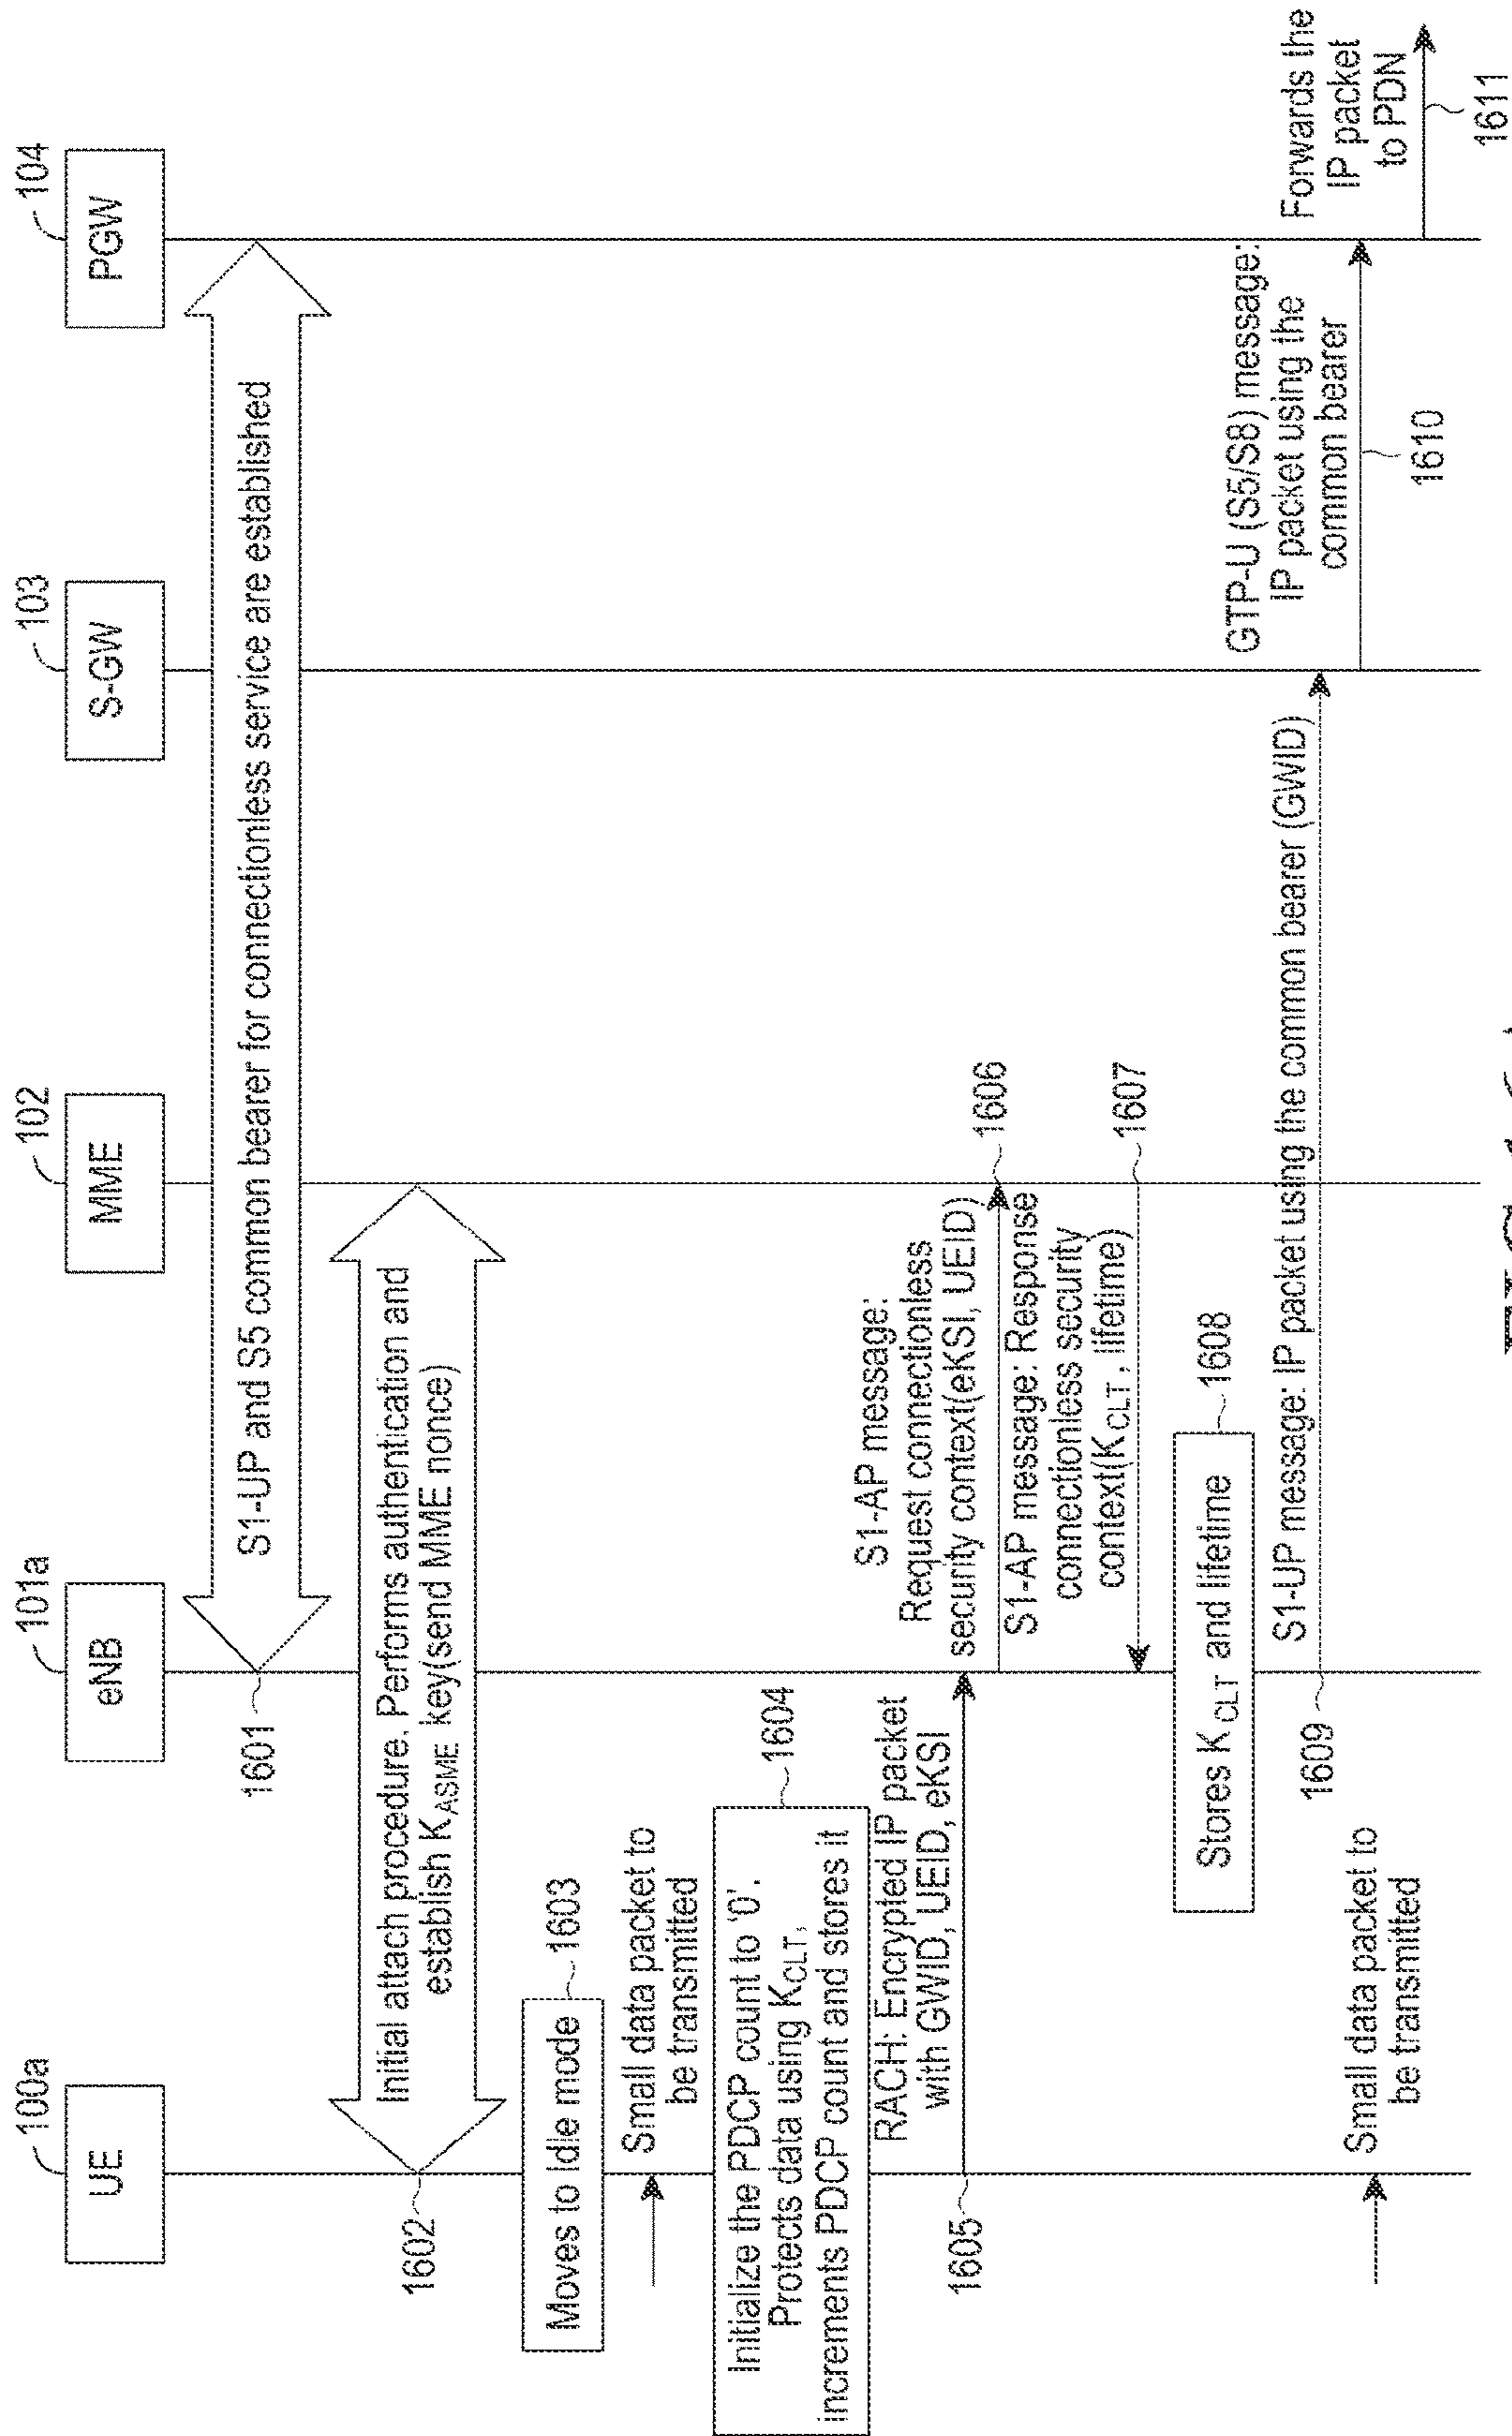 100a
UE
101a
eNB
102
MME
103
S-GW
104
PGW
1601
S1-UP and S5 common bearer for connectionless service are established
Initial attach procedure. Performs authentication and
establish KASME key(send MME nonce)
1602
Moves to Idle mode
1603
Small data packet to
be transmitted
Initialize the PDCP count to '0'.
Protects data using KCLT,
increments PDCP count and stores it
1604
RACH: Encrypted IP packet
with GWID, UEID, eKSI
1605
S1-AP message:
Request connectionless
security context(eKSI, UEID)
1606
S1-AP message: Response
connectionless security
context(KCLT, lifetime)
1607
Stores KCLT and lifetime
1608
S1-UP message: IP packet using the common bearer (GWID)
1609
GTP-U (S5/S8) message:
IP packet using the
common bearer
1610
Forwards the
IP packet
to PDN
1611
Small data packet to
be transmitted